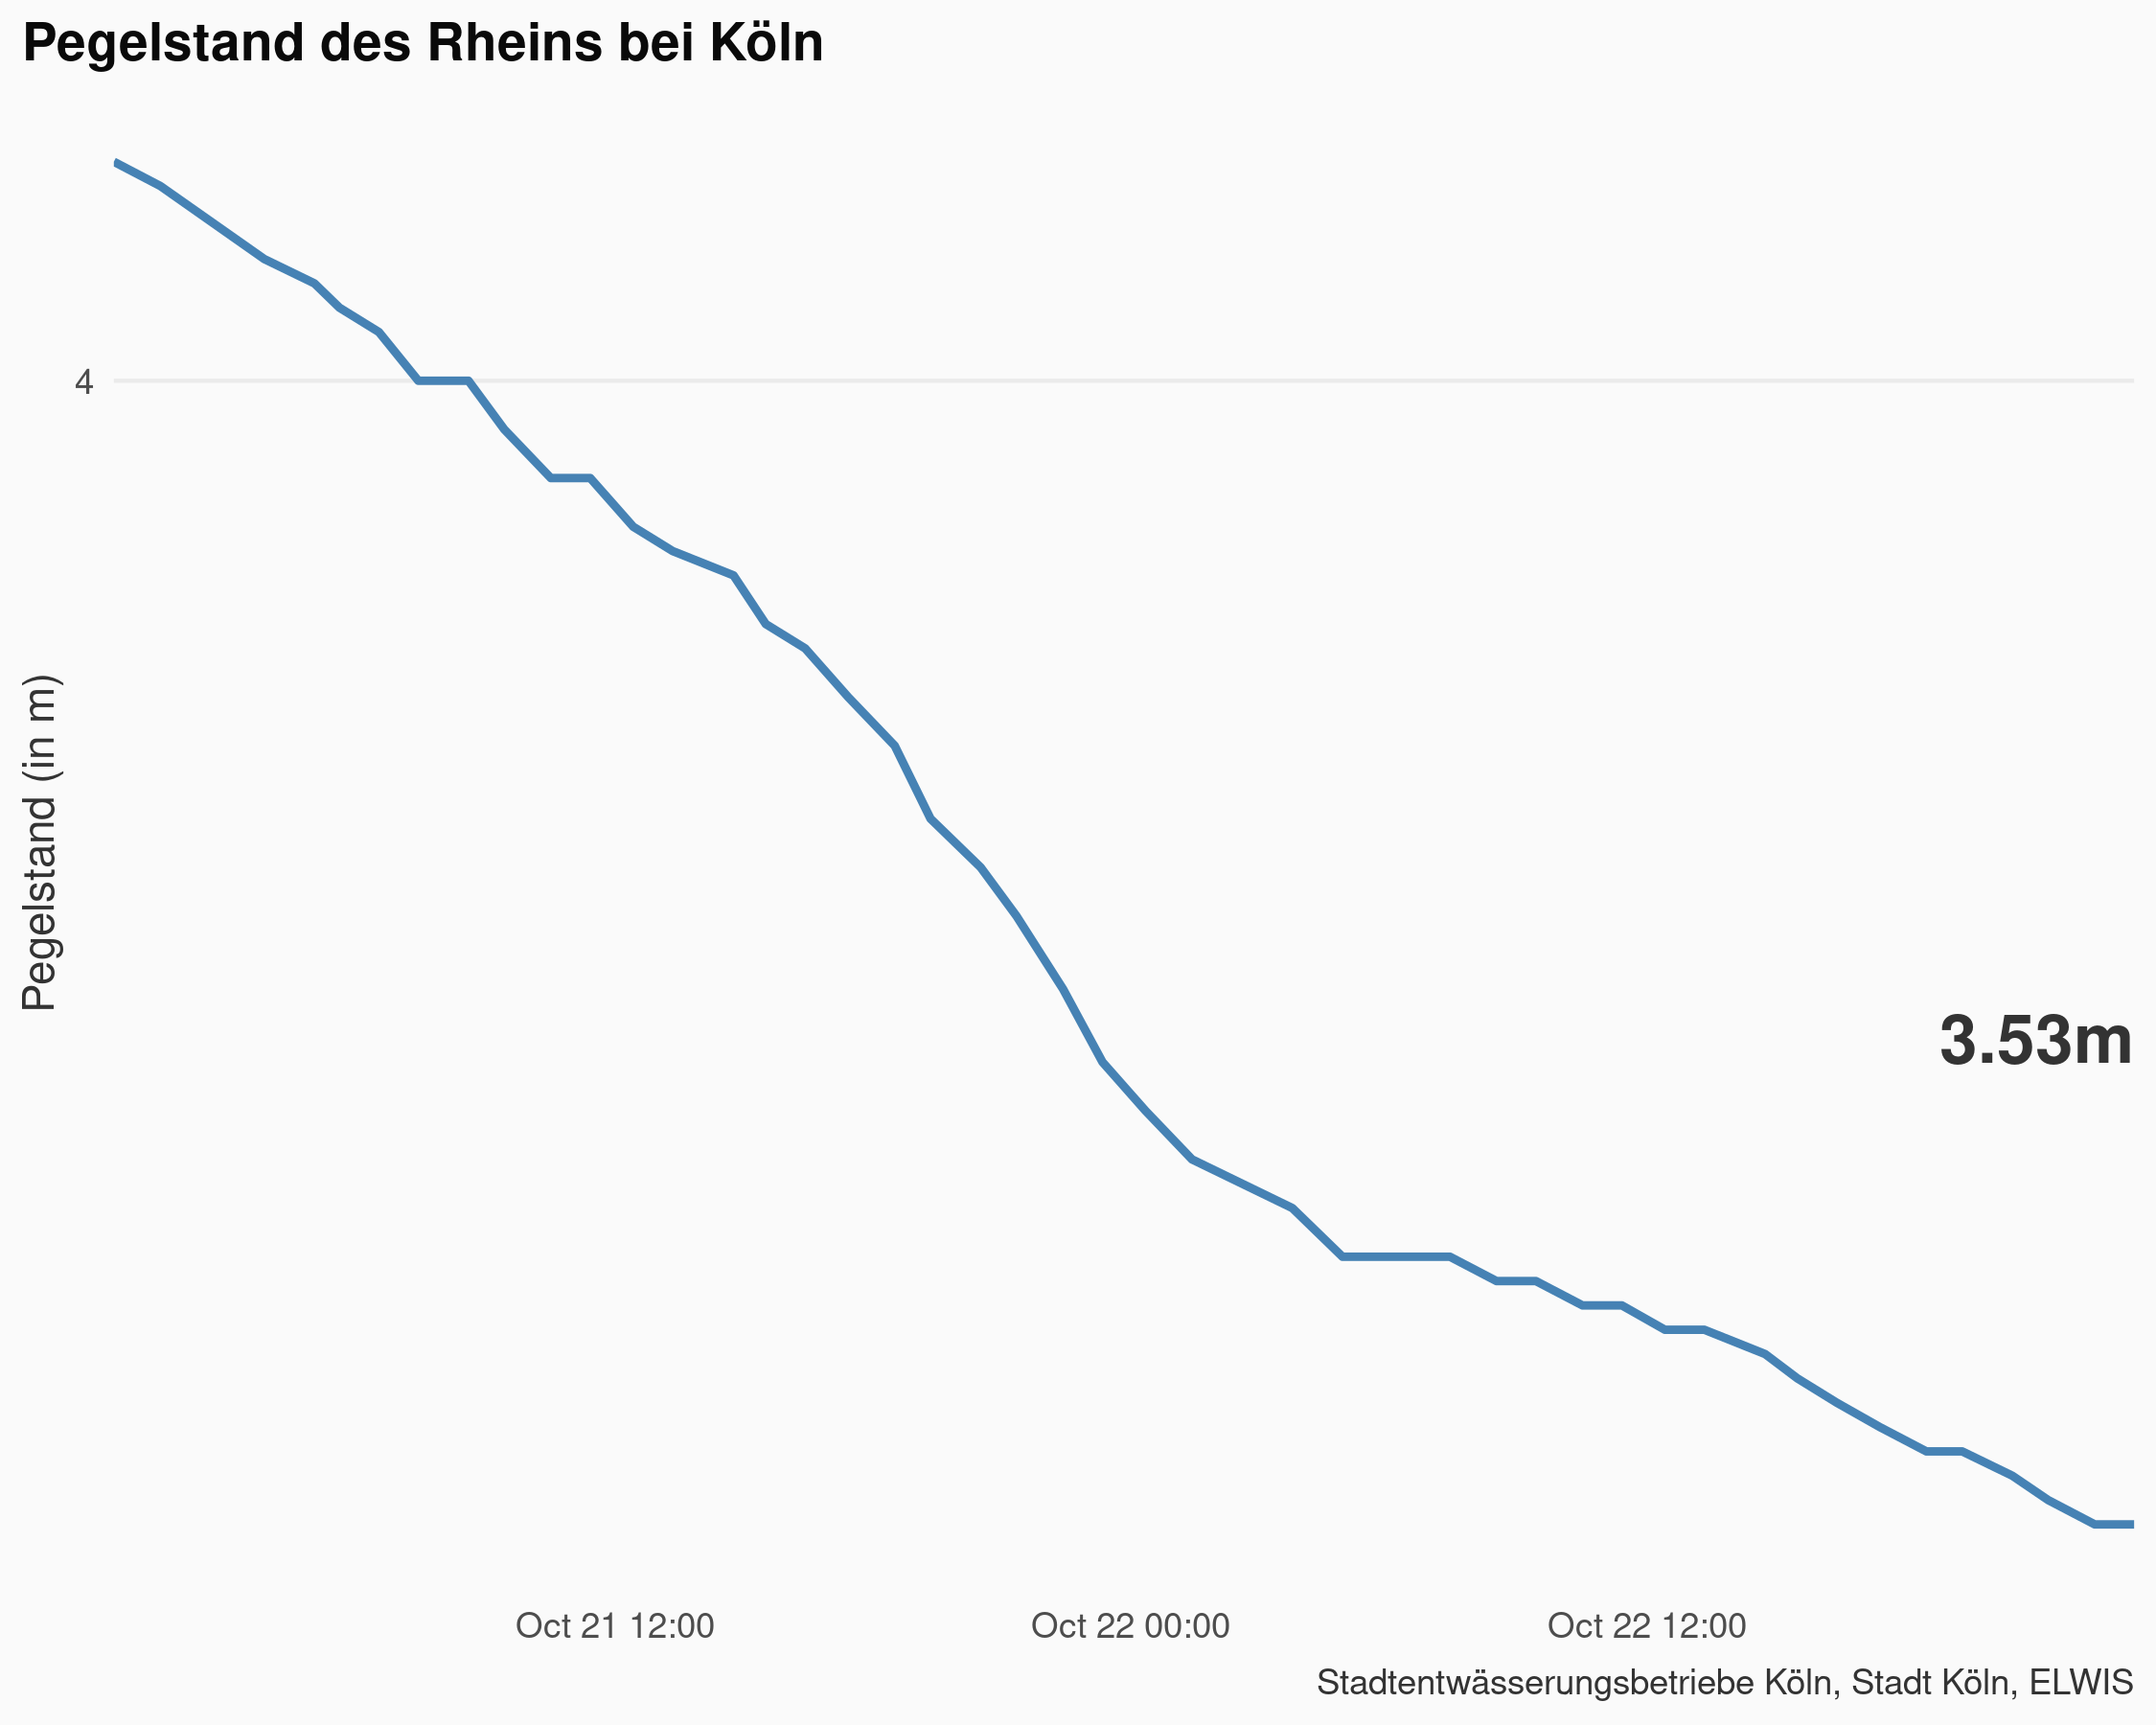 Pegelstand des Rheins bei Köln
4
Pegelstand (in m)
3.53m
Oct 21 12:00
Oct 22 00:00
Oct 22 12:00
Stadtentwässerungsbetriebe Köln, Stadt Köln, ELWIS